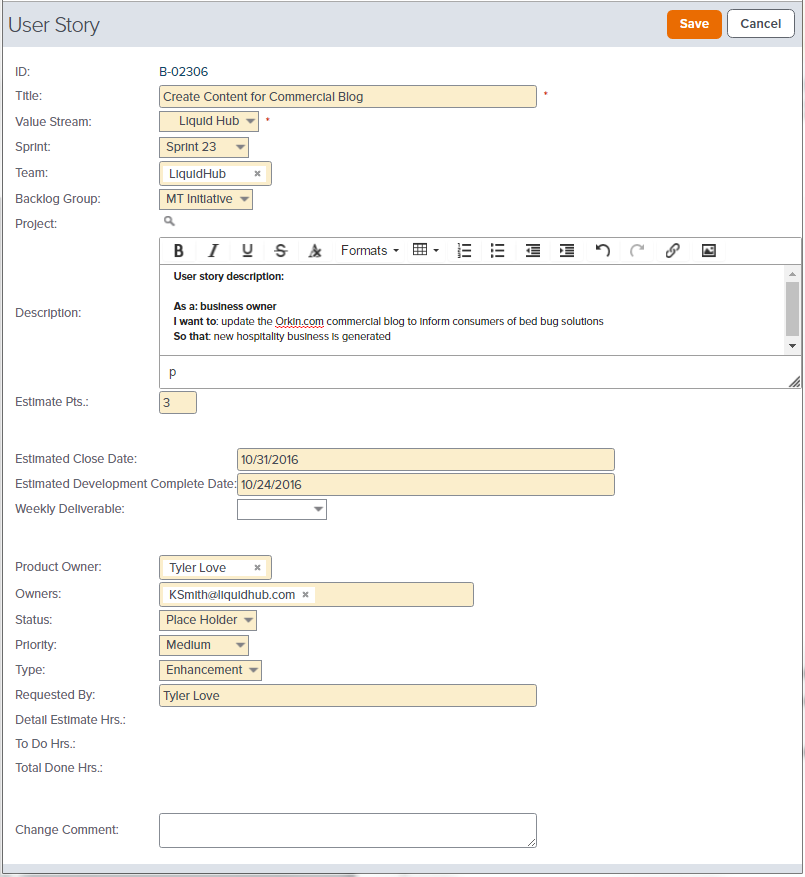 User Story
Save
Cancel
ID: B-02306
Title: Create Content for Commercial Blog *
Value Stream: Liquid Hub *
Sprint: Sprint 23
Team: LiquidHub ×
Backlog Group: MT Initiative
Project:
B I U S A Formats
Description:
User story description:
As a: business owner
I want to: update the Orkin.com commercial blog to inform consumers of bed bug solutions
So that: new hospitality business is generated
p
Estimate Pts.: 3
Estimated Close Date: 10/31/2016
Estimated Development Complete Date: 10/24/2016
Weekly Deliverable:
Product Owner: Tyler Love ×
Owners: KSmith@liquidhub.com ×
Status: Place Holder
Priority: Medium
Type: Enhancement
Requested By: Tyler Love
Detail Estimate Hrs.:
To Do Hrs.:
Total Done Hrs.:
Change Comment: